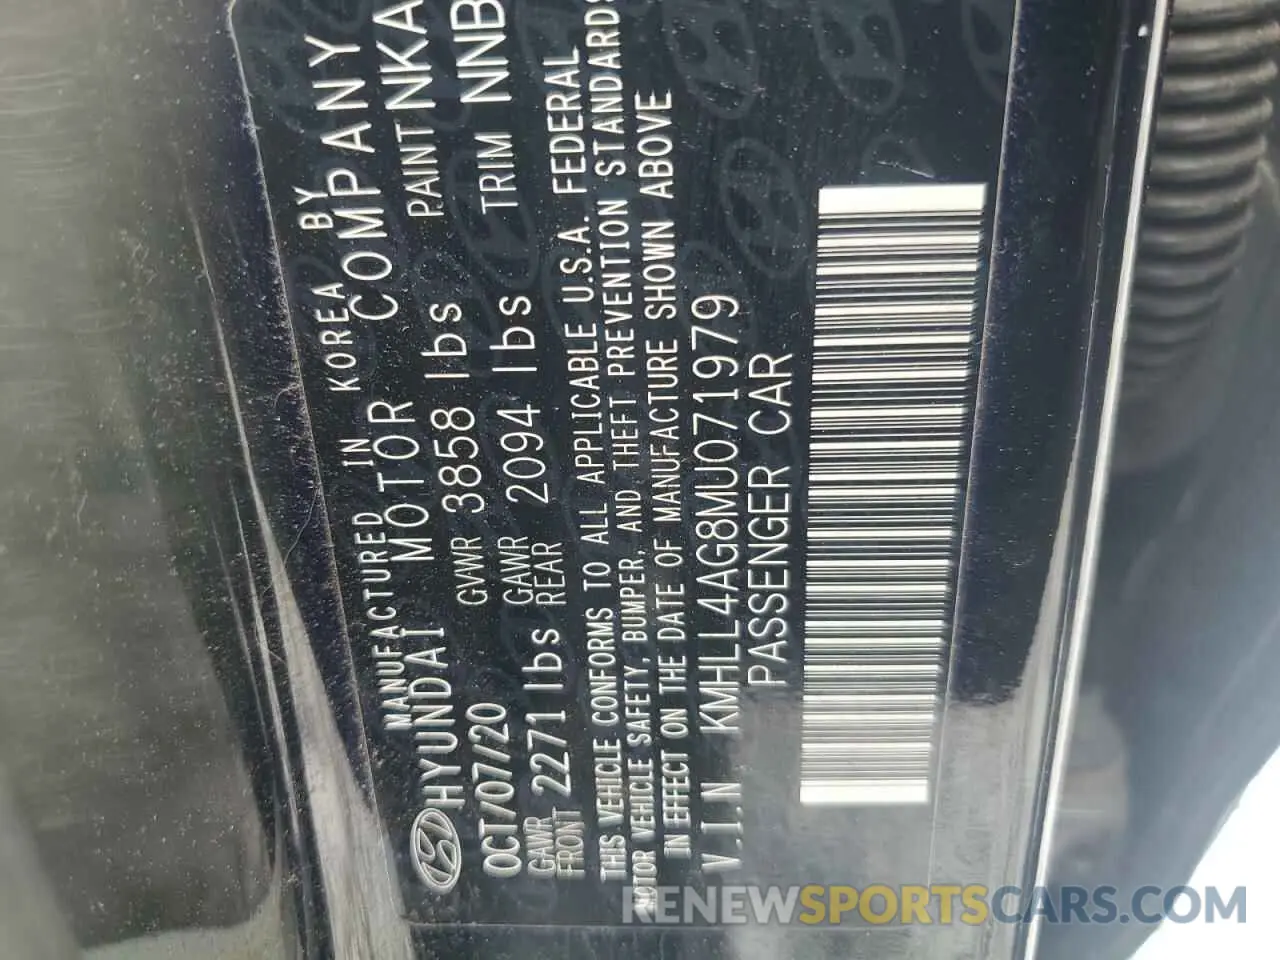 MANUFACTURED IN KOREA BY
HYUNDAI MOTOR COMPANY
OCT/07/20 GVWR 3858 lbs PAINT NKA
GAWR FRONT 2271 lbs GAWR REAR 2094 lbs TRIM NNB
THIS VEHICLE CONFORMS TO ALL APPLICABLE U.S.A. FEDERAL
MOTOR VEHICLE SAFETY, BUMPER, AND THEFT PREVENTION STANDARDS
IN EFFECT ON THE DATE OF MANUFACTURE SHOWN ABOVE
V.I.N KMHLL4AG8MU071979
PASSENGER CAR
RENEWSPORTSCARS.COM